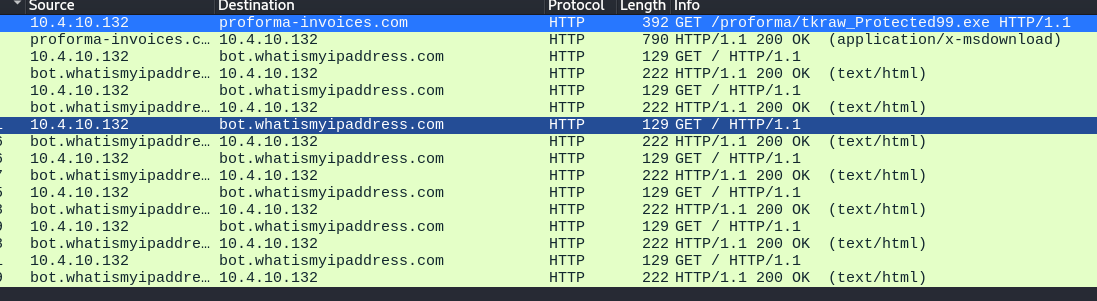 Source Destination Protocol Length Info
10.4.10.132 proforma-invoices.com HTTP 392 GET /proforma/tkraw_Protected99.exe HTTP/1.1
proforma-invoices.c… 10.4.10.132 HTTP 790 HTTP/1.1 200 OK (application/x-msdownload)
10.4.10.132 bot.whatismyipaddress.com HTTP 129 GET / HTTP/1.1
bot.whatismyipaddre… 10.4.10.132 HTTP 222 HTTP/1.1 200 OK (text/html)
10.4.10.132 bot.whatismyipaddress.com HTTP 129 GET / HTTP/1.1
bot.whatismyipaddre… 10.4.10.132 HTTP 222 HTTP/1.1 200 OK (text/html)
10.4.10.132 bot.whatismyipaddress.com HTTP 129 GET / HTTP/1.1
bot.whatismyipaddre… 10.4.10.132 HTTP 222 HTTP/1.1 200 OK (text/html)
10.4.10.132 bot.whatismyipaddress.com HTTP 129 GET / HTTP/1.1
bot.whatismyipaddre… 10.4.10.132 HTTP 222 HTTP/1.1 200 OK (text/html)
10.4.10.132 bot.whatismyipaddress.com HTTP 129 GET / HTTP/1.1
bot.whatismyipaddre… 10.4.10.132 HTTP 222 HTTP/1.1 200 OK (text/html)
10.4.10.132 bot.whatismyipaddress.com HTTP 129 GET / HTTP/1.1
bot.whatismyipaddre… 10.4.10.132 HTTP 222 HTTP/1.1 200 OK (text/html)
10.4.10.132 bot.whatismyipaddress.com HTTP 129 GET / HTTP/1.1
bot.whatismyipaddre… 10.4.10.132 HTTP 222 HTTP/1.1 200 OK (text/html)